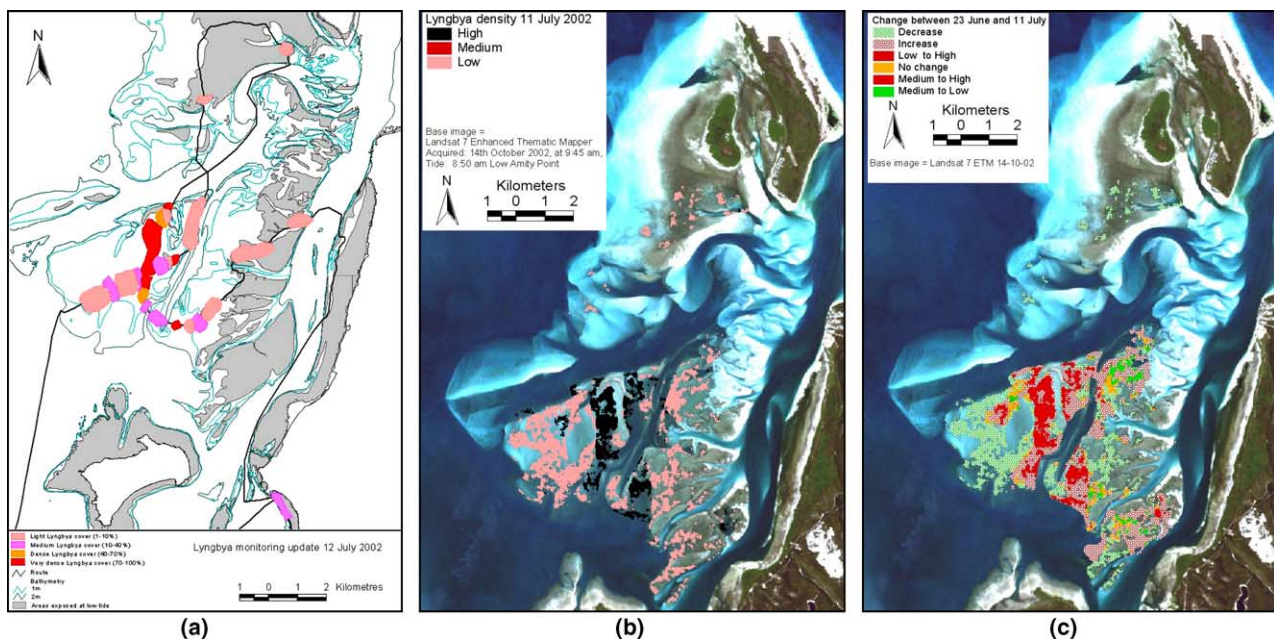 N
Light Lyngbya cover (1-10%)
Medium Lyngbya cover (10-40%)
Dense Lyngbya cover (40-70%)
Very dense Lyngbya cover (70-100%)
Route
Bathymetry
1m
2m
Areas exposed at low tide
Lyngbya monitoring update 12 July 2002
1 0 1 2 Kilometres
(a)
Lyngbya density 11 July 2002
High
Medium
Low
Base image =
Landsat 7 Enhanced Thematic Mapper
Acquired: 14th October 2002, at 9.45 am,
Tide: 8:50 am Low Amity Point
N
Kilometers
1 0 1 2
(b)
Change between 23 June and 11 July
Decrease
Increase
Low to High
No change
Medium to High
Medium to Low
N
Kilometers
1 0 1 2
Base image = Landsat 7 ETM 14-10-02
(c)